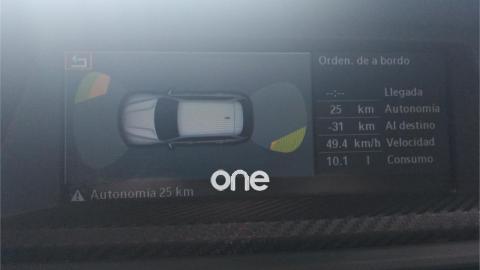 Orden. de a bordo
--:-- Llegada
25 km Autonomía
-31 km Al destino
49.4 km/h Velocidad
10.1 l Consumo
Autonomía 25 km
one